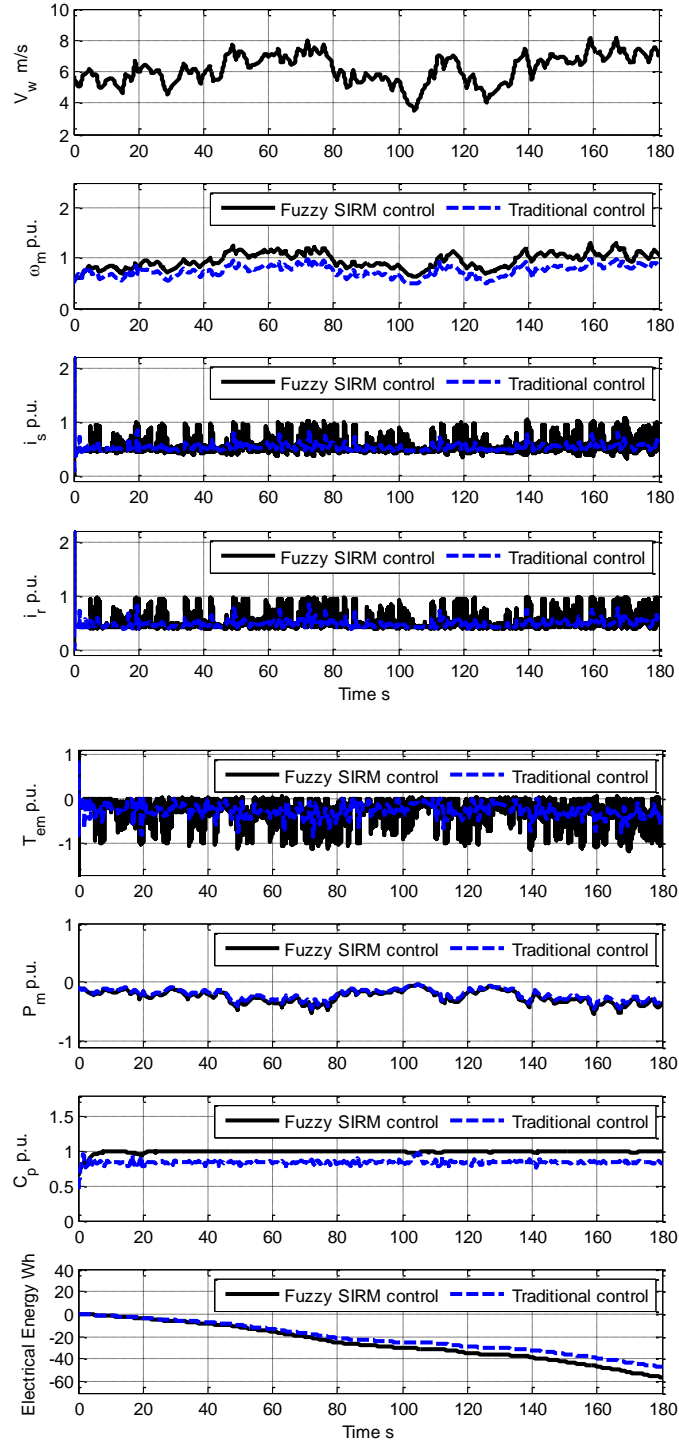 10
8
6
4
2
V_w m/s
0 20 40 60 80 100 120 140 160 180
2
1
0
ω_m p.u.
Fuzzy SIRM control Traditional control
0 20 40 60 80 100 120 140 160 180
2
1
0
i_s p.u.
Fuzzy SIRM control Traditional control
0 20 40 60 80 100 120 140 160 180
2
1
0
i_r p.u.
Fuzzy SIRM control Traditional control
0 20 40 60 80 100 120 140 160 180
Time s
1
0
-1
T_em p.u.
Fuzzy SIRM control Traditional control
0 20 40 60 80 100 120 140 160 180
1
0
-1
P_m p.u.
Fuzzy SIRM control Traditional control
0 20 40 60 80 100 120 140 160 180
1.5
1
0.5
0
C_p p.u.
Fuzzy SIRM control Traditional control
0 20 40 60 80 100 120 140 160 180
40
20
0
-20
-40
-60
Electrical Energy Wh
Fuzzy SIRM control Traditional control
0 20 40 60 80 100 120 140 160 180
Time s